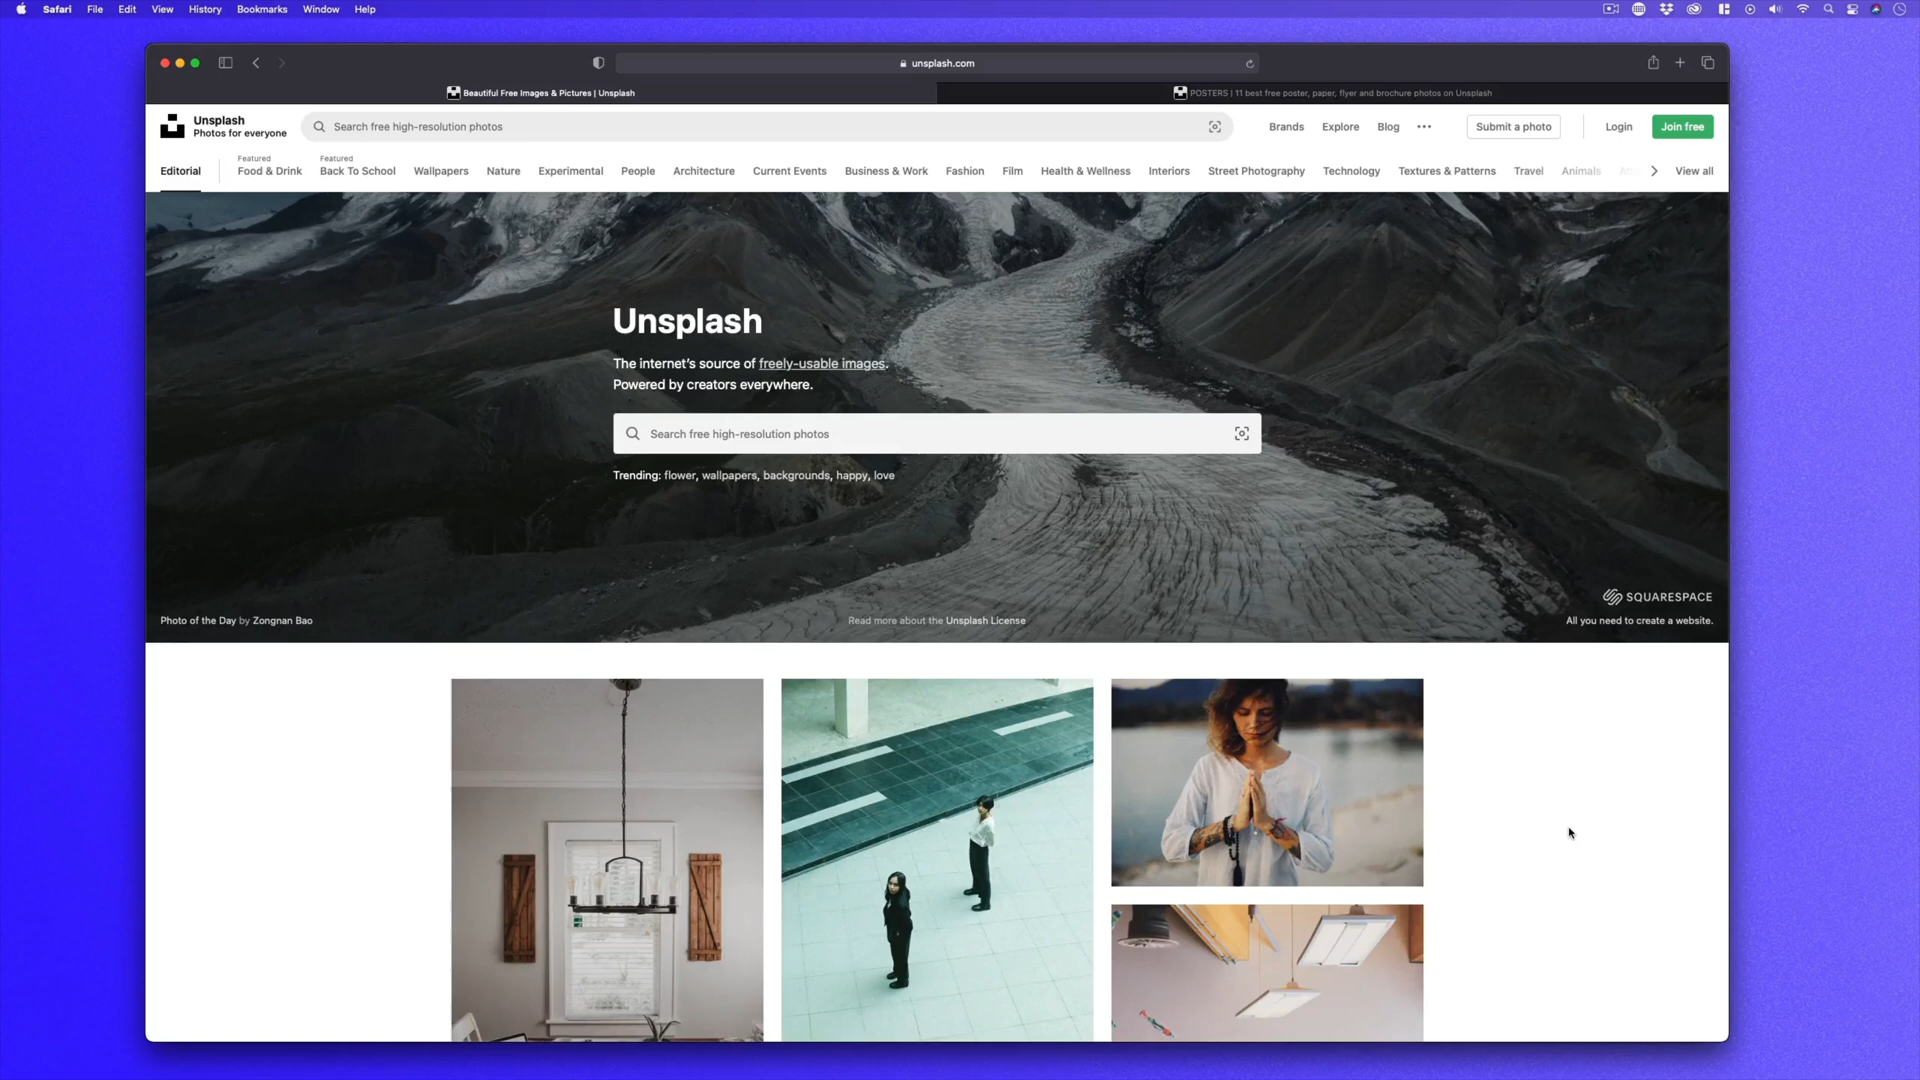 Safari File Edit View History Bookmarks Window Help
unsplash.com
Beautiful Free Images & Pictures | Unsplash
POSTERS | 11 best free poster, paper, flyer and brochure photos on Unsplash
Unsplash
Photos for everyone
Search free high-resolution photos
Brands Explore Blog ••• Submit a photo Login Join free
Featured Featured
Editorial Food & Drink Back To School Wallpapers Nature Experimental People Architecture Current Events Business & Work Fashion Film Health & Wellness Interiors Street Photography Technology Textures & Patterns Travel Animals View all
Unsplash
The internet’s source of freely-usable images.
Powered by creators everywhere.
Search free high-resolution photos
Trending: flower, wallpapers, backgrounds, happy, love
SQUARESPACE
Photo of the Day by Zongnan Bao
Read more about the Unsplash License
All you need to create a website.